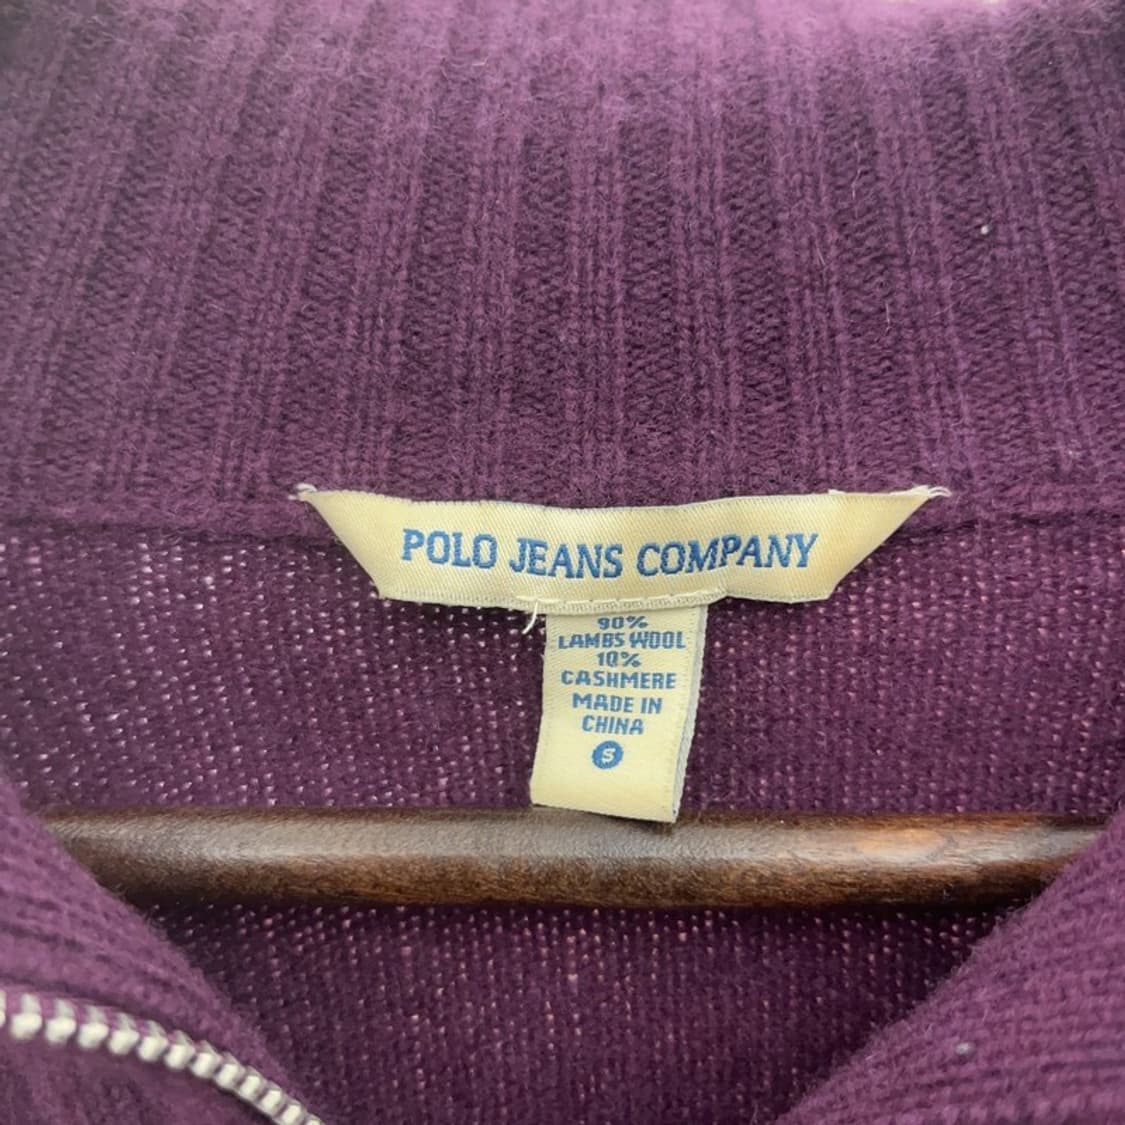 POLO JEANS COMPANY
90%
LAMBS WOOL
10%
CASHMERE
MADE IN
CHINA
S